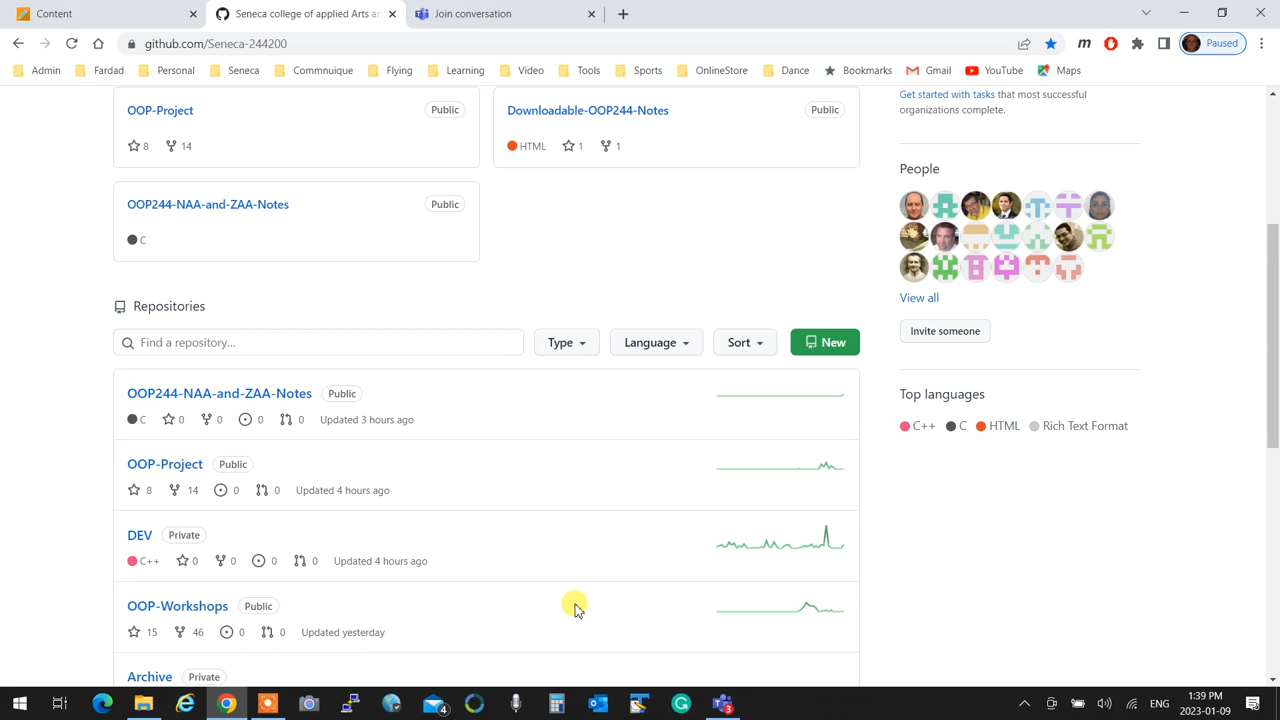 Content
Seneca college of applied Arts an
Join conversation
github.com/Seneca-244200
Paused
Admin
Fardad
Personal
Seneca
Commnuique
Flying
Learning
Vids
Tools
Sports
OnlineStore
Dance
Bookmarks
Gmail
YouTube
Maps
OOP-Project
Public
8
14
Downloadable-OOP244-Notes
Public
HTML
1
1
OOP244-NAA-and-ZAA-Notes
Public
C
Get started with tasks that most successful
organizations complete.
People
View all
Invite someone
Top languages
C++ C HTML Rich Text Format
Repositories
Find a repository...
Type
Language
Sort
New
OOP244-NAA-and-ZAA-Notes Public
C 0 0 0 0 Updated 3 hours ago
OOP-Project Public
8 14 0 0 Updated 4 hours ago
DEV Private
C++ 0 0 0 0 Updated 4 hours ago
OOP-Workshops Public
15 46 0 0 Updated yesterday
Archive Private
4
3
ENG
1:39 PM
2023-01-09